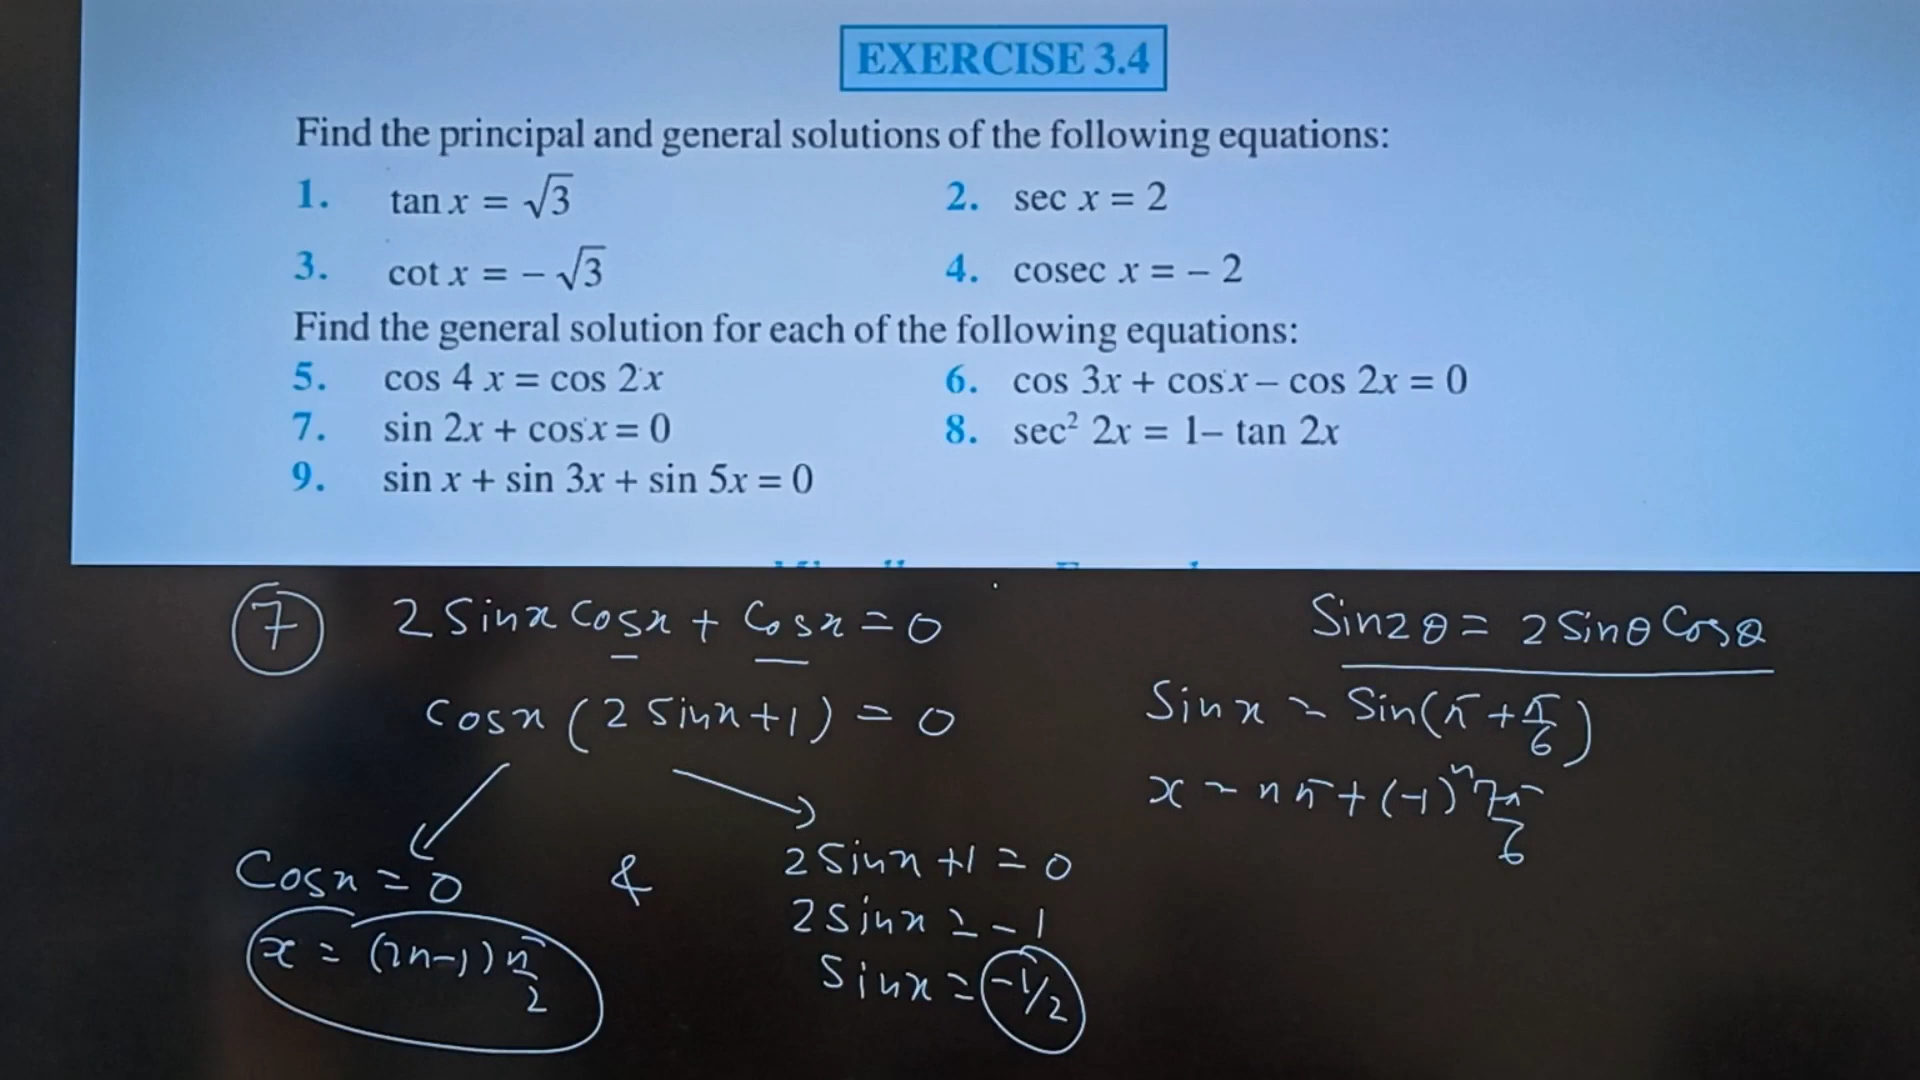 EXERCISE 3.4
Find the principal and general solutions of the following equations:
1. tan x = √3
2. sec x = 2
3. cot x = – √3
4. cosec x = – 2
Find the general solution for each of the following equations:
5. cos 4 x = cos 2 x
6. cos 3x + cos x – cos 2x = 0
7. sin 2x + cos x = 0
8. sec² 2x = 1– tan 2x
9. sin x + sin 3x + sin 5x = 0
7 2 Sinx Cosx + Cosx = 0
Cosx (2 Sinx+1) = 0
Cosx = 0 &
x = (2n-1) π/2
2 Sinx +1 = 0
2 Sinx = -1
Sinx = -1/2
Sin2θ = 2 Sinθ Cosθ
Sinx = Sin(π + π/6)
x = nπ + (-1)ⁿ 7π/6